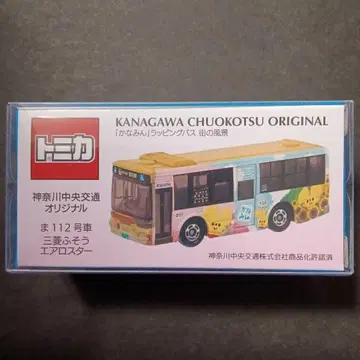 トミカ
KANAGAWA CHUOKOTSU ORIGINAL
「かなみん」ラッピングバス 街の風景
神奈川中央交通
オリジナル
ま112号車
三菱ふそう
エアロスター
神奈川中央交通株式会社商品化許認済